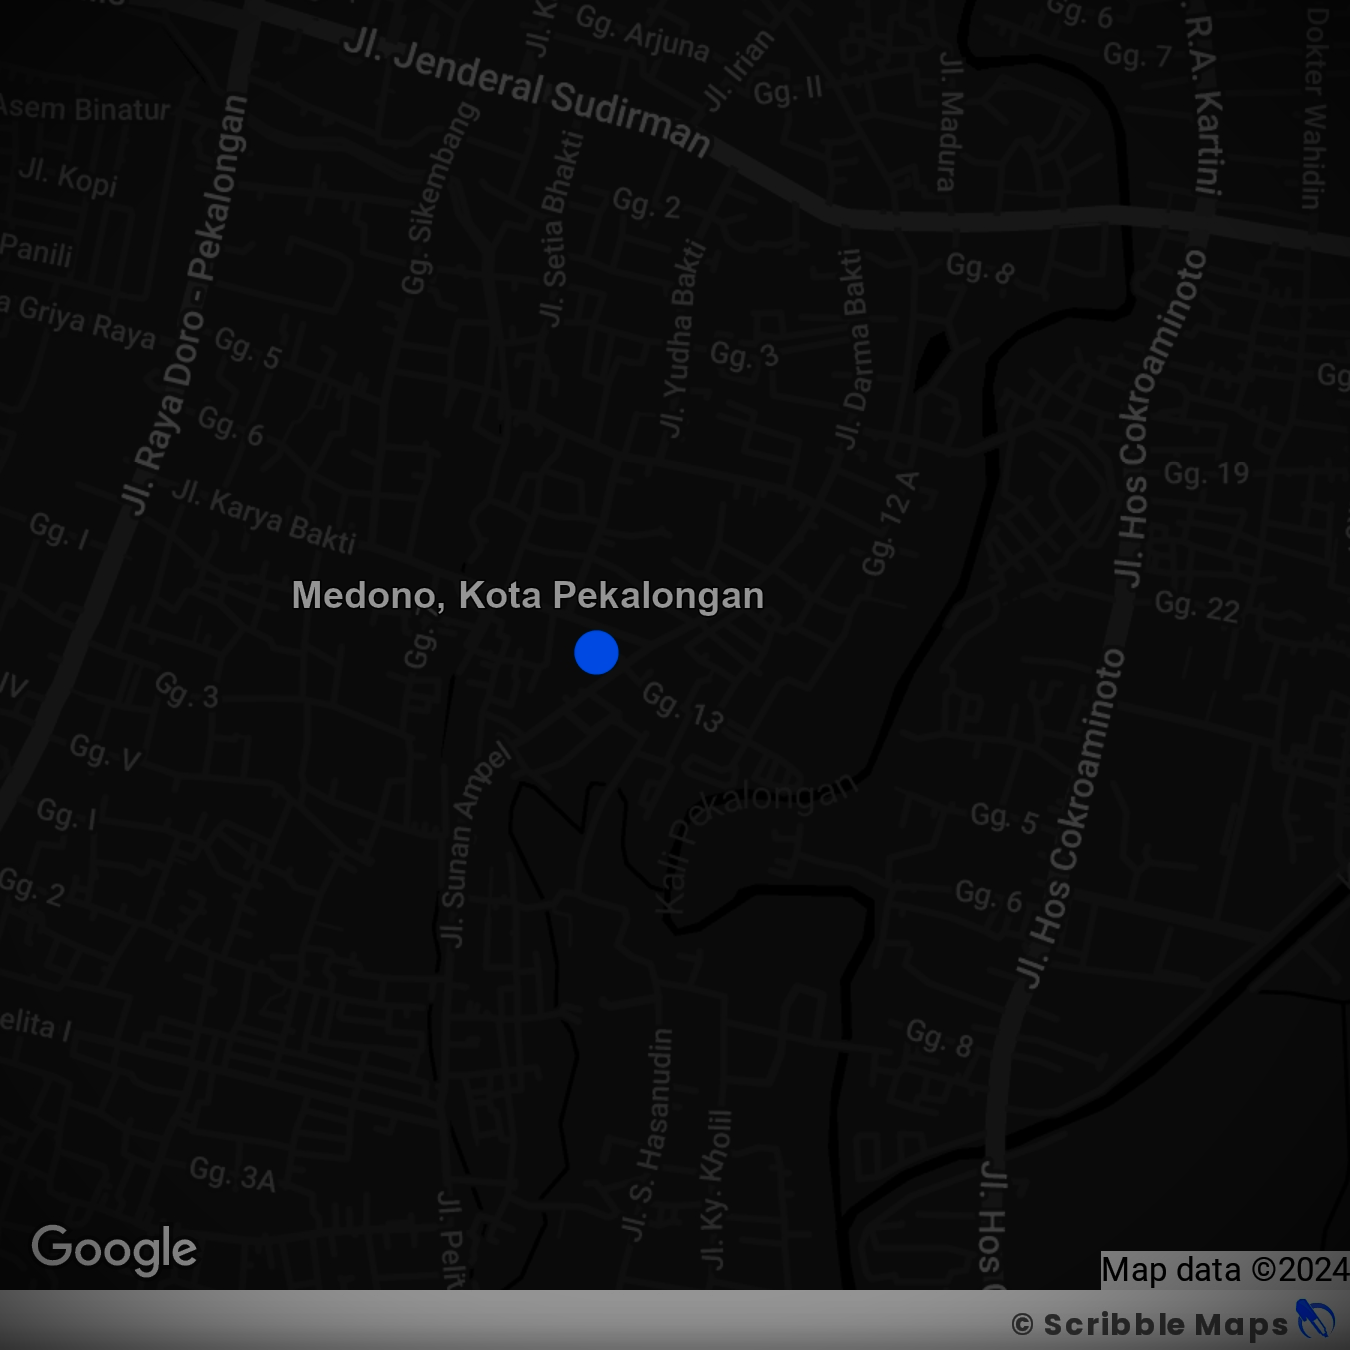 Gg. 6
Gg. Arjuna
Jl. K
Jl. Irian
Gg. 7
R.A. Kartini
Dokter Wahidin
Jl. Jenderal Sudirman
Gg. II
Jl. Madura
Asem Binatur
Jl. Raya Doro - Pekalongan
Gg. Sikembang
Jl. Setia Bhakti
Jl. Kopi
Gg. 2
Panili
Jl. Yudha Bakti
Jl. Darma Bakti
Gg. 8
Jl. Hos Cokroaminoto
a Griya Raya
Gg. 5
Gg. 3
Gg
Gg. 6
Gg. 19
Jl. Karya Bakti
Gg. 12 A
Gg. I
Medono, Kota Pekalongan
Gg. 22
Gg.
IV
Gg. 3
Gg. 13
Jl. Hos Cokroaminoto
Gg. V
Jl. Sunan Ampel
Kali Pekalongan
Gg. I
Gg. 5
Gg. 2
Gg. 6
elita I
Gg. 8
Jl. S. Hasanudin
Jl. Ky. Kholil
Gg. 3A
Jl. Peli
Jl. Hos
Google
Map data ©2024
© Scribble Maps